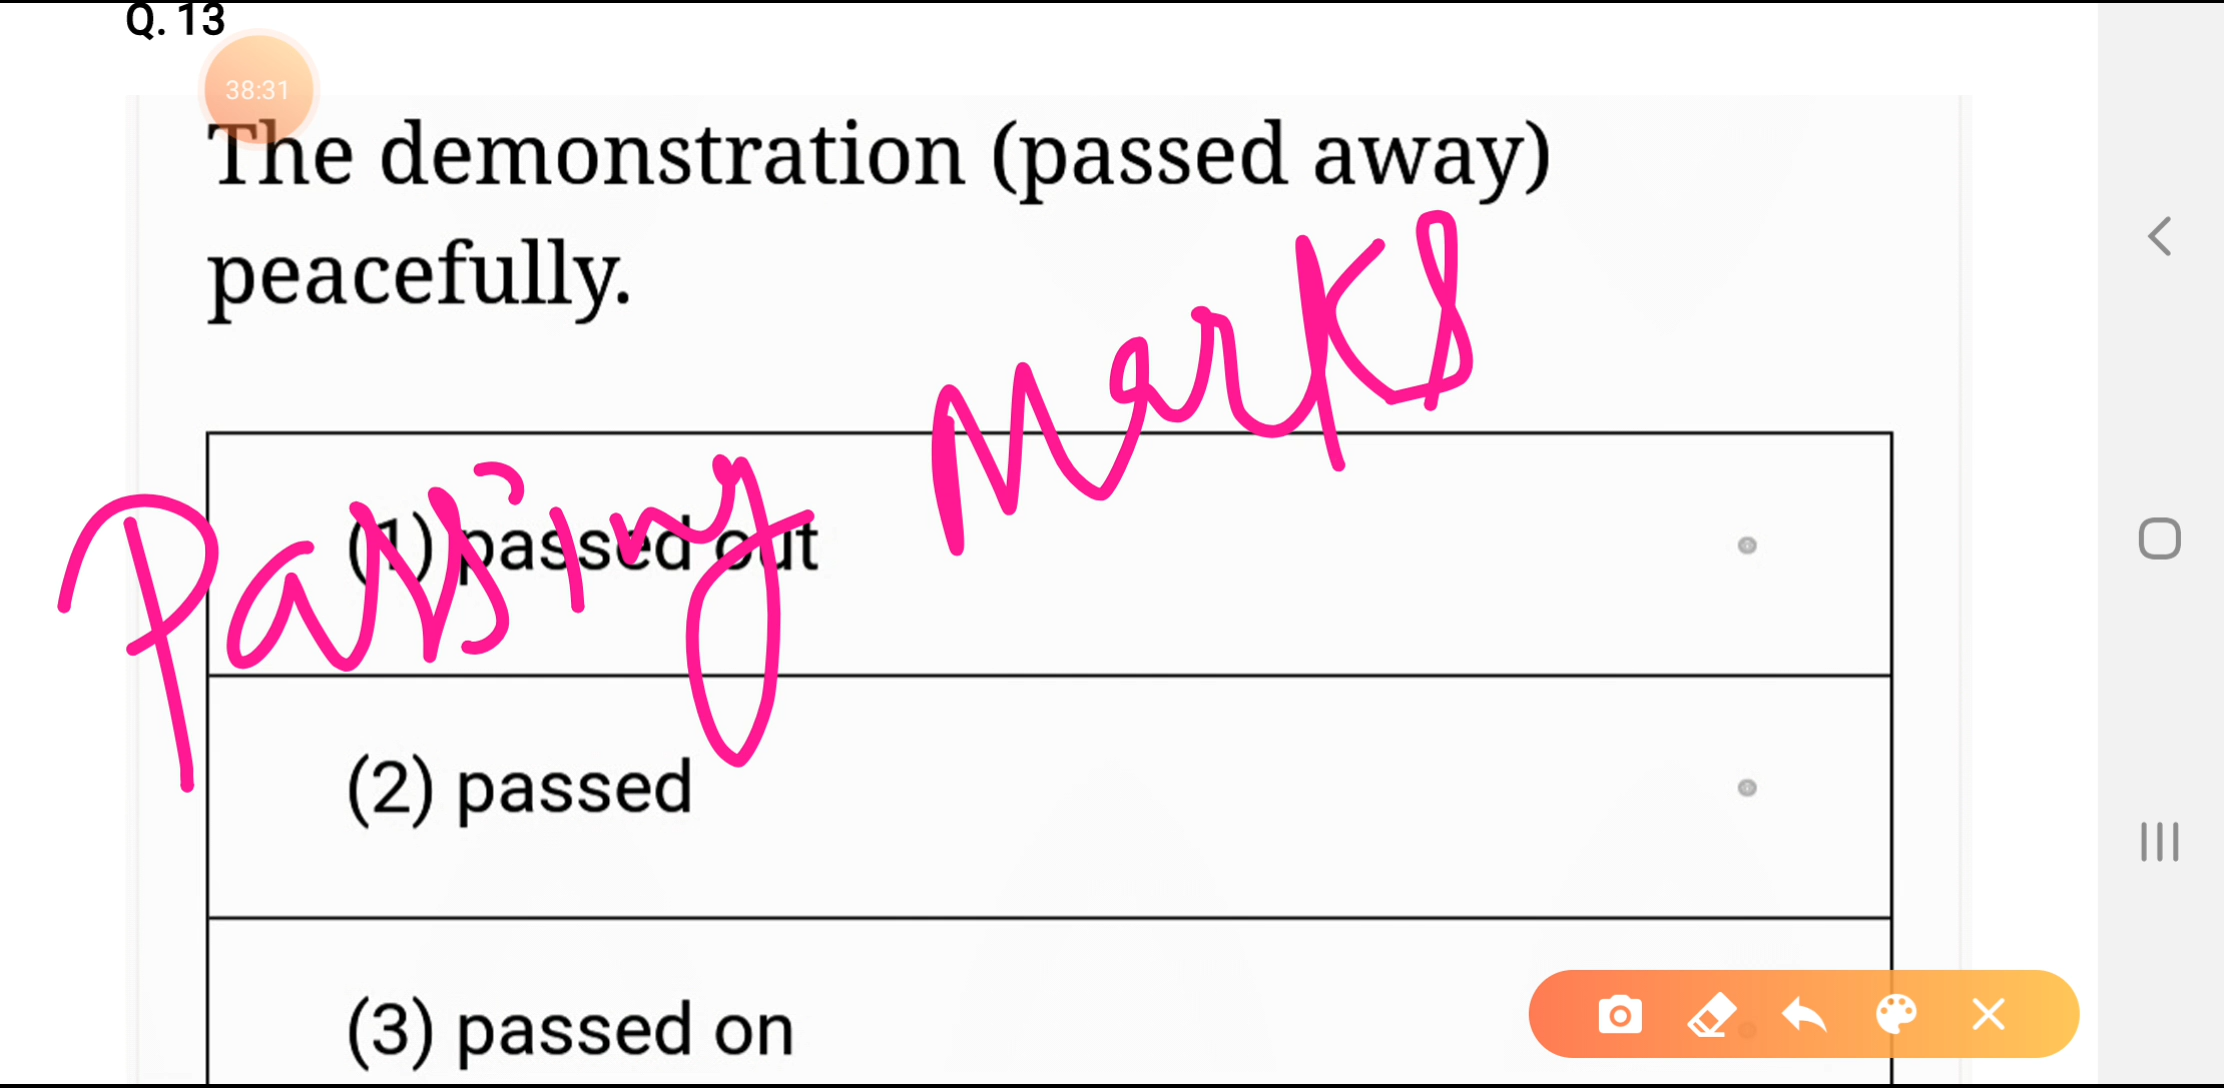 Q. 13
38:31
The demonstration (passed away)
peacefully.
Passing Marks
(1) passed out
(2) passed
(3) passed on